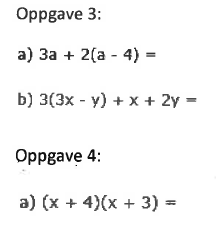 Oppgave 3:
a) 3a + 2(a - 4) =
b) 3(3x - y) + x + 2y =
Oppgave 4:
a) (x + 4)(x + 3) =